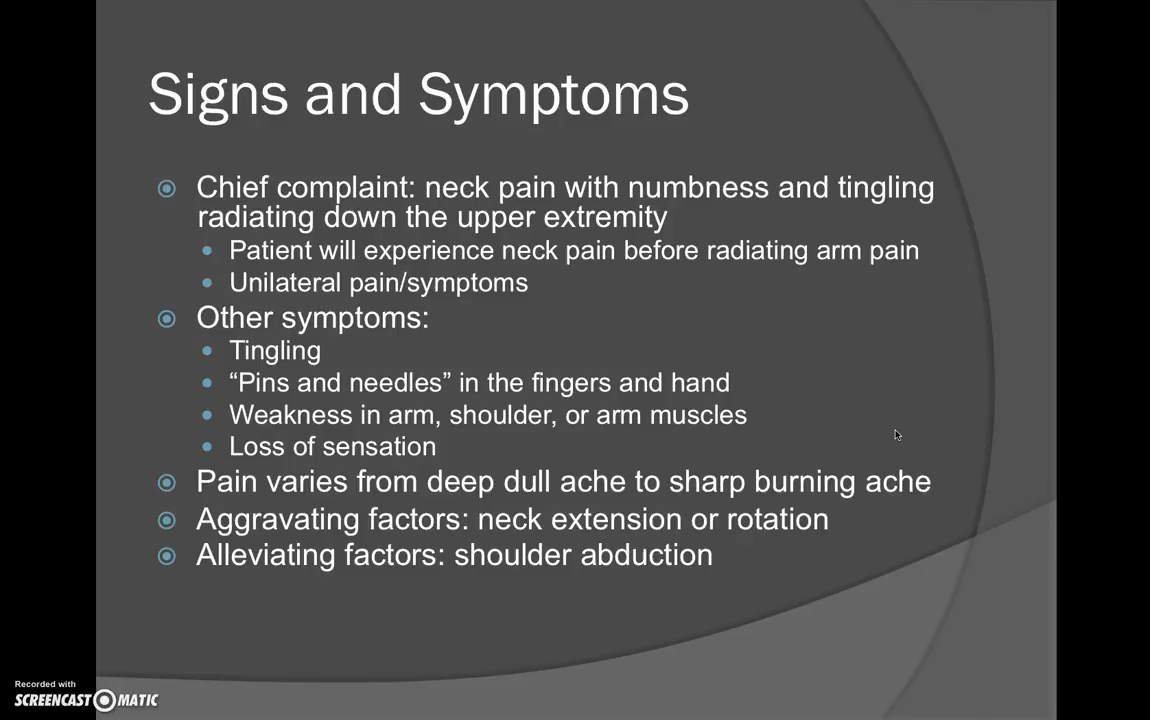 Signs and Symptoms
Chief complaint: neck pain with numbness and tingling
radiating down the upper extremity
Patient will experience neck pain before radiating arm pain
Unilateral pain/symptoms
Other symptoms:
Tingling
“Pins and needles” in the fingers and hand
Weakness in arm, shoulder, or arm muscles
Loss of sensation
Pain varies from deep dull ache to sharp burning ache
Aggravating factors: neck extension or rotation
Alleviating factors: shoulder abduction
Recorded with
SCREENCAST MATIC